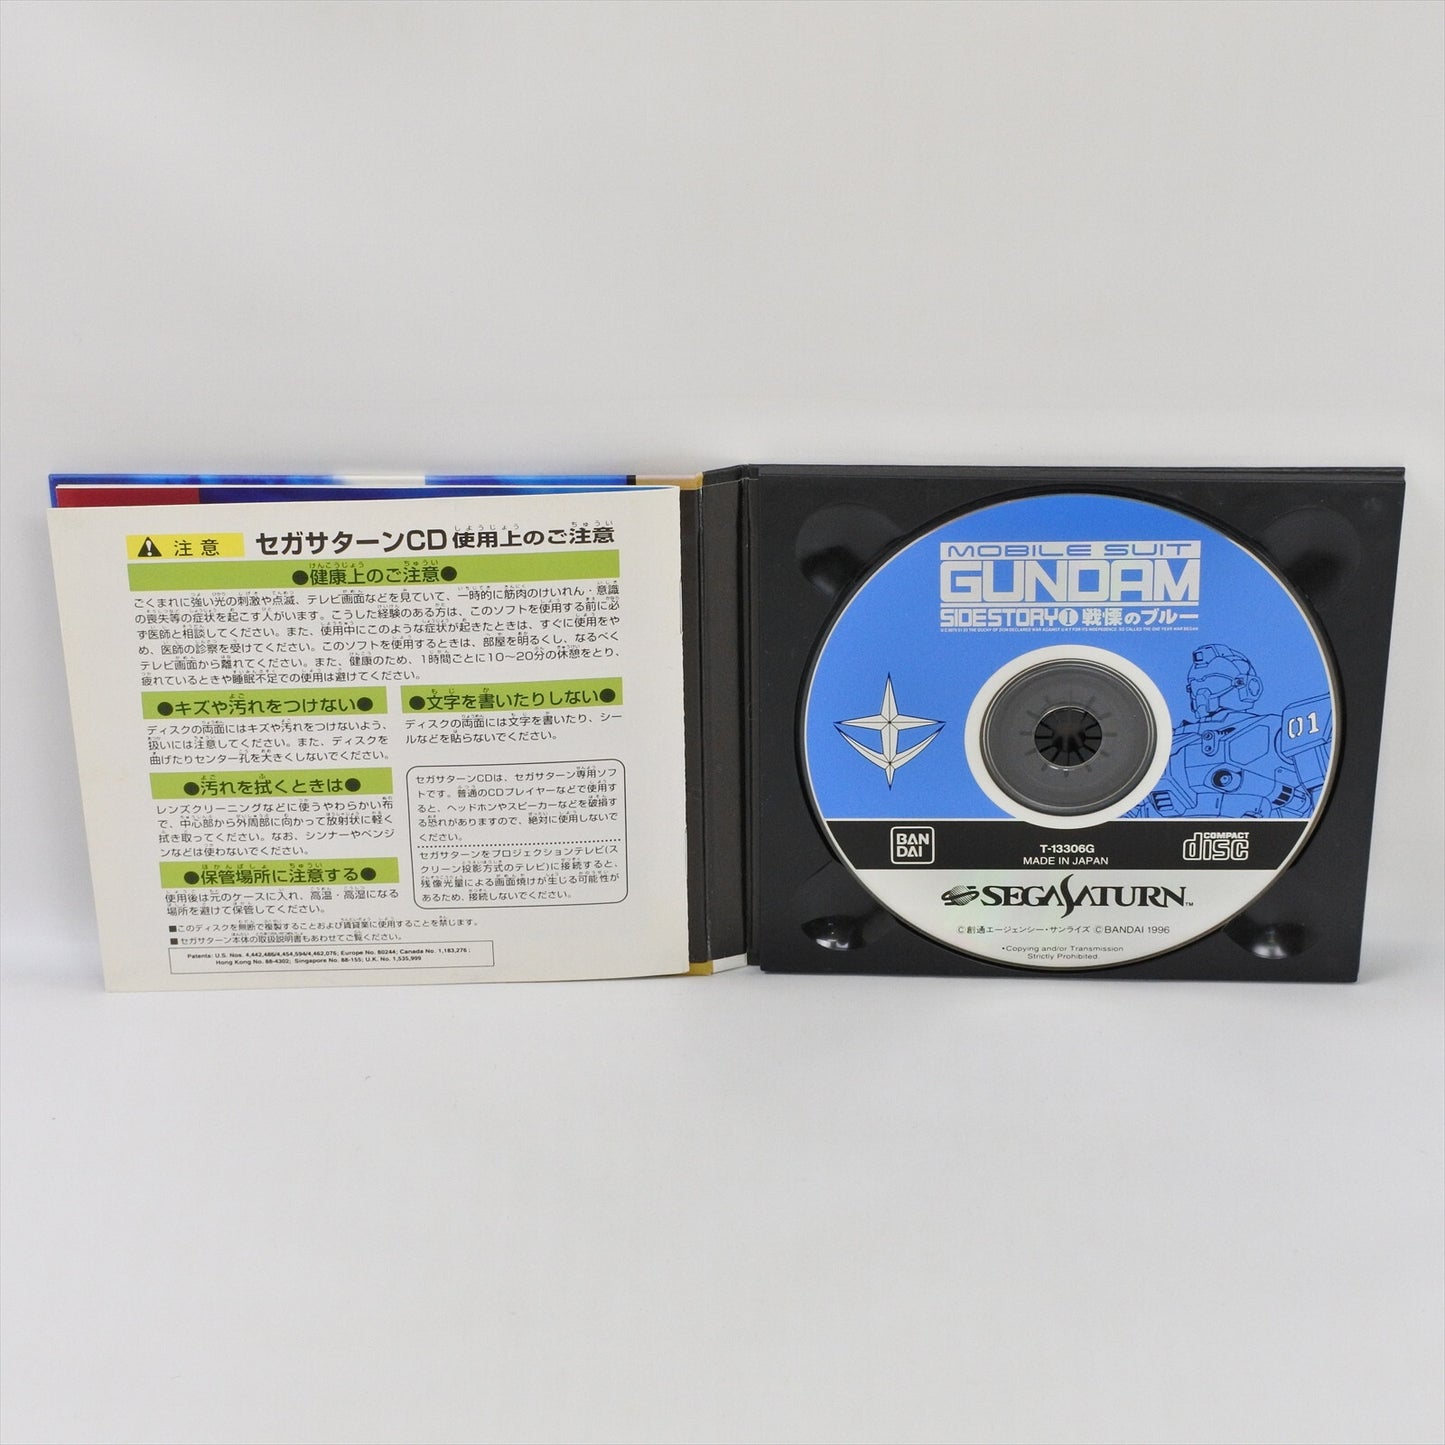 注意 セガサターンCD使用上のご注意
●健康上のご注意●
ごくまれに強い光の刺激や点滅、テレビ画面などを見ていて、一時的に筋肉のけいれん・意識
の喪失等の症状を起こす人がいます。こうした経験のある方は、このソフトを使用する前に必
ず医師と相談してください。また、使用中にこのような症状が起きたときは、すぐに使用をや
め、医師の診察を受けてください。このソフトを使用するときは、部屋を明るくし、なるべく
テレビ画面から離れてください。また、健康のため、1時間ごとに10〜20分の休憩をとり、
疲れているときや睡眠不足での使用は避けてください。
●キズや汚れをつけない●
ディスクの両面にはキズや汚れをつけないよう、
扱いには注意してください。また、ディスクを
曲げたりセンター孔を大きくしないでください。
●汚れを拭くときは●
レンズクリーニングなどに使うやわらかい布
で、中心部から外周部に向かって放射状に軽く
拭き取ってください。なお、シンナーやベンジ
ンなどは使わないでください。
●保管場所に注意する●
使用後は元のケースに入れ、高温・高湿になる
場所を避けて保管してください。
●文字を書いたりしない●
ディスクの両面には文字を書いたり、シー
ルなどを貼らないでください。
セガサターンCDは、セガサターン専用ソフ
トです。普通のCDプレイヤーなどで使用す
ると、ヘッドホンやスピーカーなどを破損す
る恐れがありますので、絶対に使用しないで
ください。
セガサターンをプロジェクションテレビ(ス
クリーン投影方式のテレビ)に接続すると、
残像光量による画面焼けが生じる可能性が
あるため、接続しないでください。
■このディスクを無断で複製することおよび賃貸業に使用することを禁じます。
■セガサターン本体の取扱説明書もあわせてご覧ください。
Patents: U.S. Nos. 4,442,486/4,454,594/4,462,076; Europe No. 80244; Canada No. 1,183,276;
Hong Kong No. 88-4302; Singapore No. 88-155; U.K. No. 1,535,999
MOBILE SUIT
GUNDAM
SIDESTORY I 戦慄のブルー
01
BAN
DAI
T-13306G
MADE IN JAPAN
COMPACT
disc
SEGASATURN™
©創通エージェンシー・サンライズ ©BANDAI 1996
•Copying and/or Transmission
Strictly Prohibited.